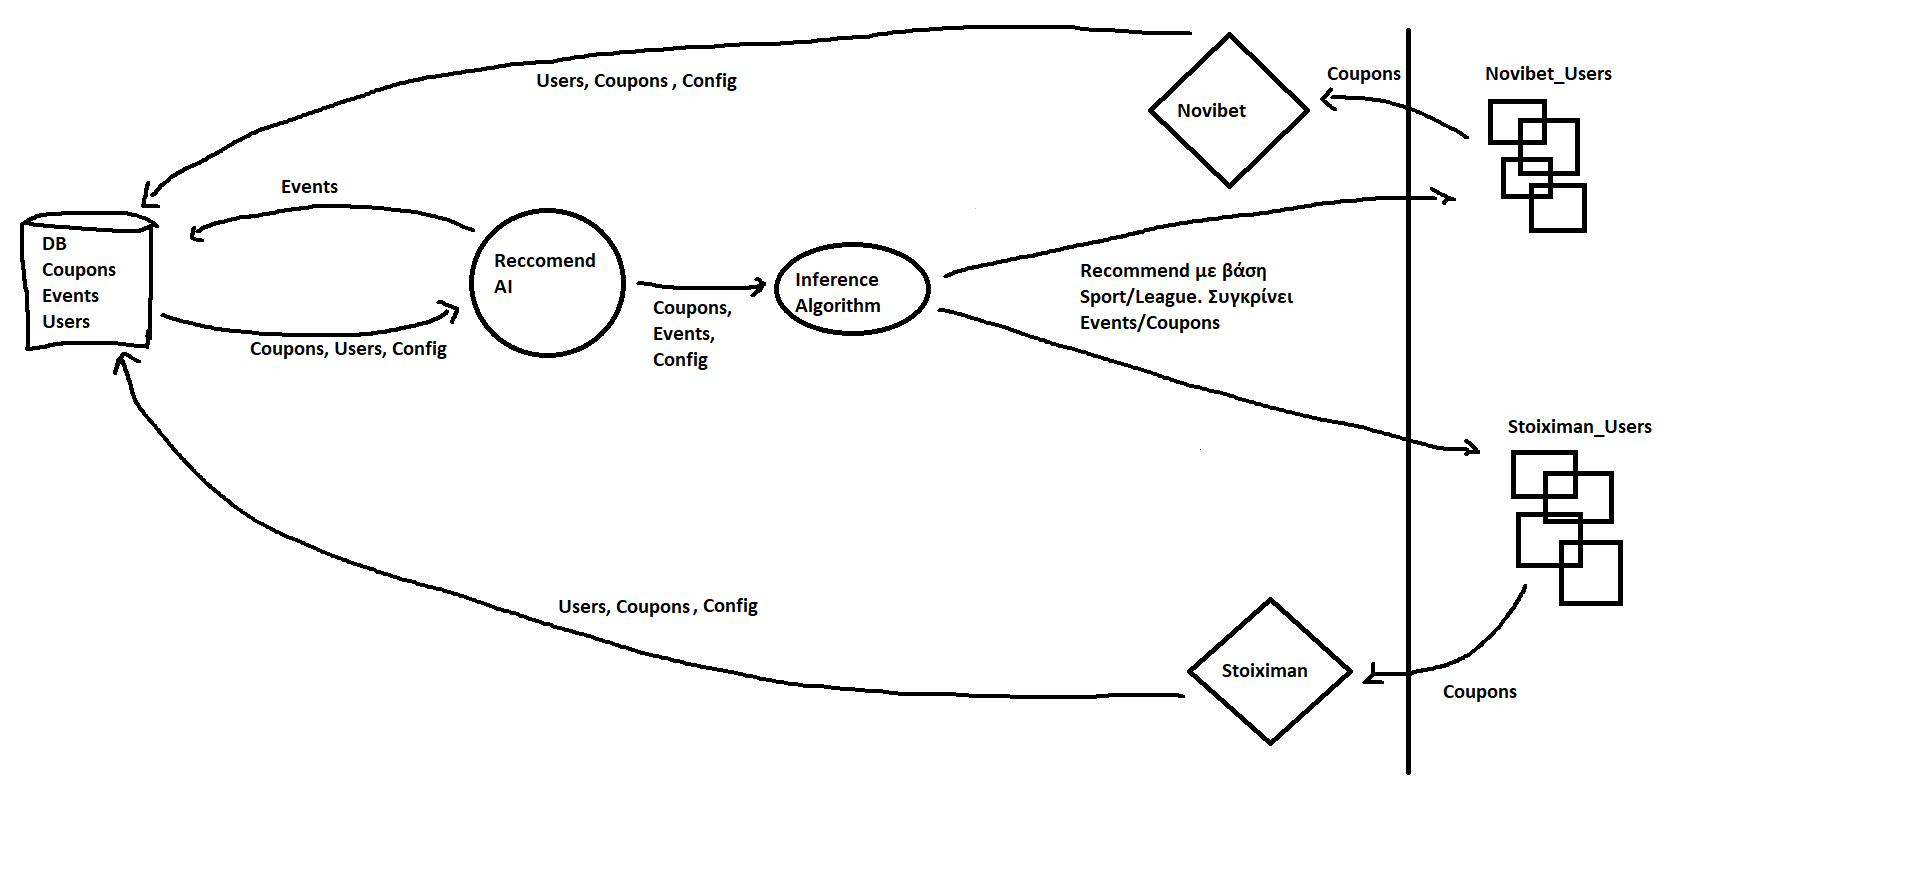 Users, Coupons , Config
Novibet
Coupons
Novibet_Users
Events
DB
Coupons
Events
Users
Reccomend
AI
Coupons, Users, Config
Coupons,
Events,
Config
Inference
Algorithm
Recommend με βάση
Sport/League. Συγκρίνει
Events/Coupons
Stoiximan_Users
Users, Coupons , Config
Stoiximan
Coupons